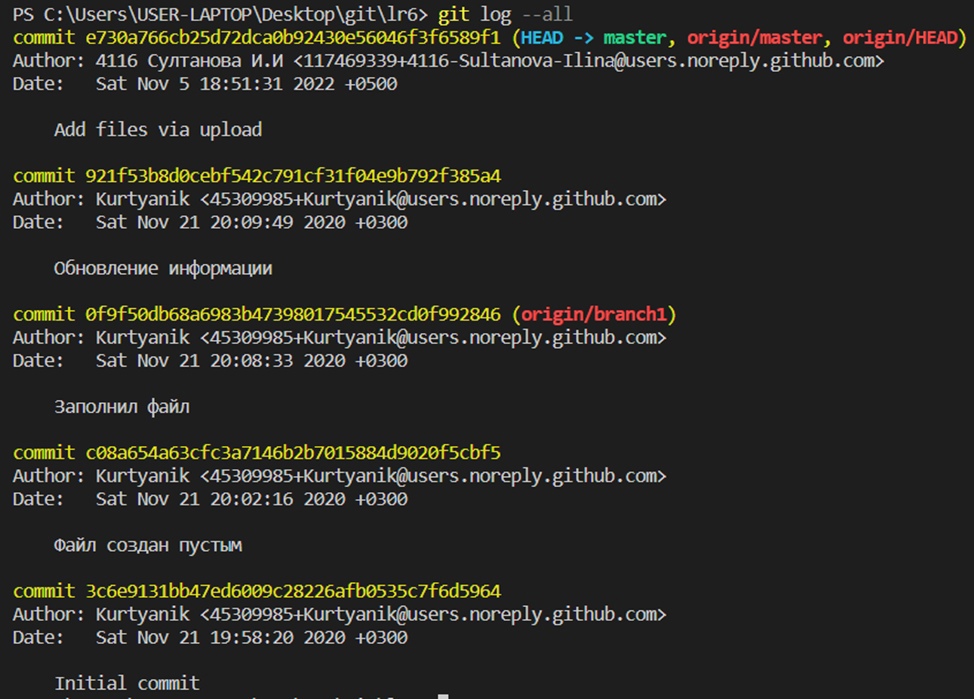 PS C:\Users\USER-LAPTOP\Desktop\git\lr6> git log --all
commit e730a766cb25d72dca0b92430e56046f3f6589f1 (HEAD -> master, origin/master, origin/HEAD)
Author: 4116 Султанова И.И <117469339+4116-Sultanova-Ilina@users.noreply.github.com>
Date:   Sat Nov 5 18:51:31 2022 +0500
    Add files via upload
commit 921f53b8d0cebf542c791cf31f04e9b792f385a4
Author: Kurtyanik <45309985+Kurtyanik@users.noreply.github.com>
Date:   Sat Nov 21 20:09:49 2020 +0300
    Обновление информации
commit 0f9f50db68a6983b47398017545532cd0f992846 (origin/branch1)
Author: Kurtyanik <45309985+Kurtyanik@users.noreply.github.com>
Date:   Sat Nov 21 20:08:33 2020 +0300
    Заполнил файл
commit c08a654a63cfc3a7146b2b7015884d9020f5cbf5
Author: Kurtyanik <45309985+Kurtyanik@users.noreply.github.com>
Date:   Sat Nov 21 20:02:16 2020 +0300
    Файл создан пустым
commit 3c6e9131bb47ed6009c28226afb0535c7f6d5964
Author: Kurtyanik <45309985+Kurtyanik@users.noreply.github.com>
Date:   Sat Nov 21 19:58:20 2020 +0300
    Initial commit